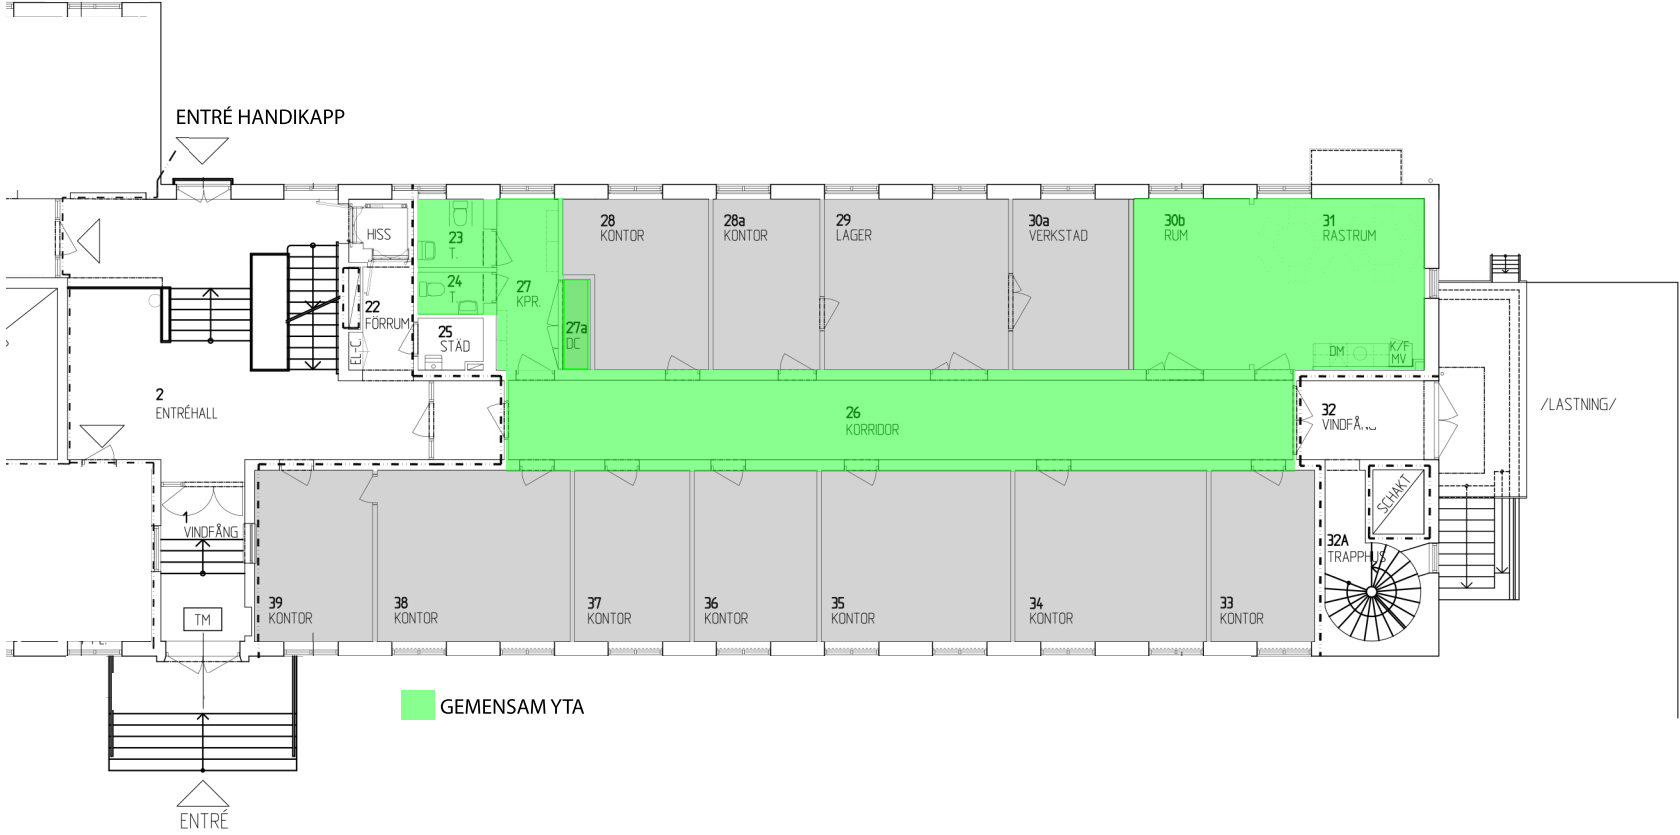 ENTRÉ HANDIKAPP
HISS
23
T.
24
T
27
KPR.
27a
DC
28
KONTOR
28a
KONTOR
29
LAGER
30a
VERKSTAD
30b
RUM
31
RASTRUM
DM
K/F
MV
22
FÖRRUM
EL-C
25
STÄD
2
ENTRÉHALL
26
KORRIDOR
32
VINDFÅ
/LASTNING/
SCHAKT
1
VINDFÅNG
32A
TRAPPHUS
TM
39
KONTOR
38
KONTOR
37
KONTOR
36
KONTOR
35
KONTOR
34
KONTOR
33
KONTOR
GEMENSAM YTA
ENTRÉ